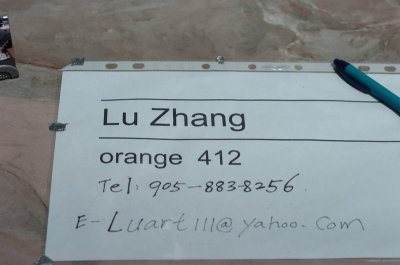 Lu Zhang
orange 412
Tel: 905-883-8256
E-Luart111@yahoo.com